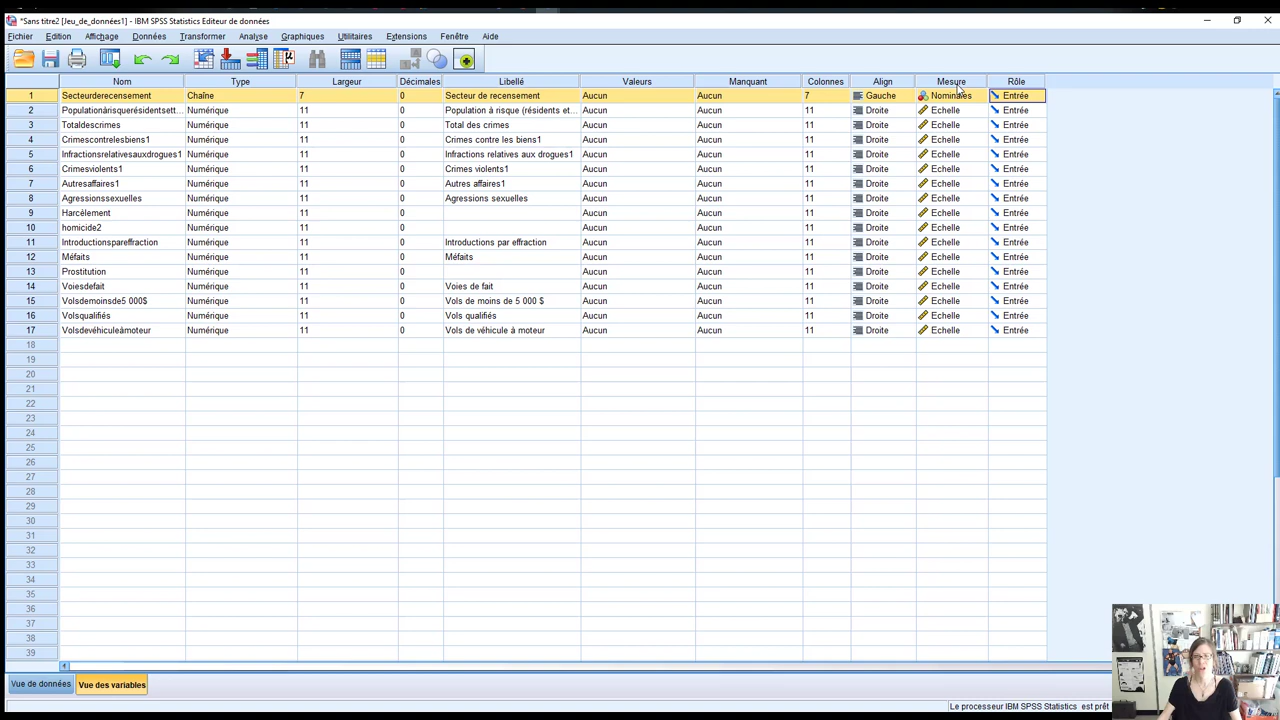 *Sans titre2 [Jeu_de_données1] - IBM SPSS Statistics Editeur de données
Fichier Edition Affichage Données Transformer Analyse Graphiques Utilitaires Extensions Fenêtre Aide
Nom Type Largeur Décimales Libellé Valeurs Manquant Colonnes Align Mesure Rôle
1 Secteurderecensement Chaîne 7 0 Secteur de recensement Aucun Aucun 7 Gauche Nominales Entrée
2 Populationàrisquerésidentsett... Numérique 11 0 Population à risque (résidents et... Aucun Aucun 11 Droite Echelle Entrée
3 Totaldescrimes Numérique 11 0 Total des crimes Aucun Aucun 11 Droite Echelle Entrée
4 Crimescontrelesbiens1 Numérique 11 0 Crimes contre les biens1 Aucun Aucun 11 Droite Echelle Entrée
5 Infractionsrelativesauxdrogues1 Numérique 11 0 Infractions relatives aux drogues1 Aucun Aucun 11 Droite Echelle Entrée
6 Crimesviolents1 Numérique 11 0 Crimes violents1 Aucun Aucun 11 Droite Echelle Entrée
7 Autresaffaires1 Numérique 11 0 Autres affaires1 Aucun Aucun 11 Droite Echelle Entrée
8 Agressionssexuelles Numérique 11 0 Agressions sexuelles Aucun Aucun 11 Droite Echelle Entrée
9 Harcèlement Numérique 11 0 Aucun Aucun 11 Droite Echelle Entrée
10 homicide2 Numérique 11 0 Aucun Aucun 11 Droite Echelle Entrée
11 Introductionspareffraction Numérique 11 0 Introductions par effraction Aucun Aucun 11 Droite Echelle Entrée
12 Méfaits Numérique 11 0 Méfaits Aucun Aucun 11 Droite Echelle Entrée
13 Prostitution Numérique 11 0 Aucun Aucun 11 Droite Echelle Entrée
14 Voiesdefait Numérique 11 0 Voies de fait Aucun Aucun 11 Droite Echelle Entrée
15 Volsdemoinsde5 000$ Numérique 11 0 Vols de moins de 5 000 $ Aucun Aucun 11 Droite Echelle Entrée
16 Volsqualifiés Numérique 11 0 Vols qualifiés Aucun Aucun 11 Droite Echelle Entrée
17 Volsdevéhiculeàmoteur Numérique 11 0 Vols de véhicule à moteur Aucun Aucun 11 Droite Echelle Entrée
18
19
20
21
22
23
24
25
26
27
28
29
30
31
32
33
34
35
36
37
38
39
Vue de données Vue des variables
Le processeur IBM SPSS Statistics est prêt